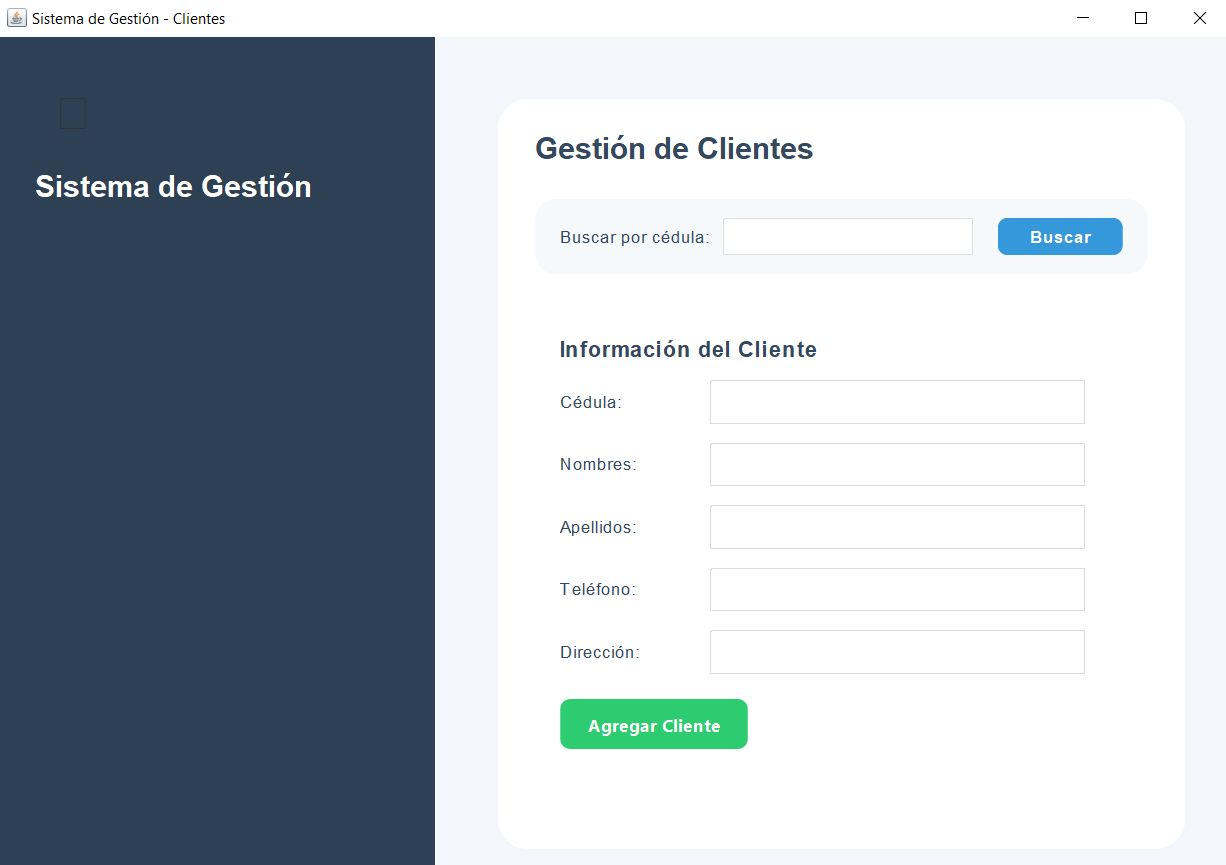 Sistema de Gestión - Clientes
Sistema de Gestión
Gestión de Clientes
Buscar por cédula:
Buscar
Información del Cliente
Cédula:
Nombres:
Apellidos:
Teléfono:
Dirección:
Agregar Cliente